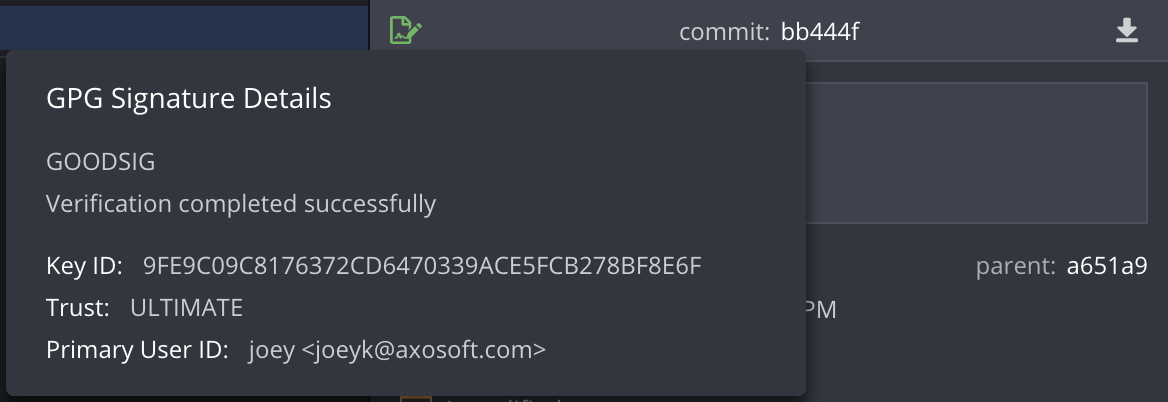 commit: bb444f
GPG Signature Details
GOODSIG
Verification completed successfully
Key ID: 9FE9C09C8176372CD6470339ACE5FCB278BF8E6F
parent: a651a9
Trust: ULTIMATE
PM
Primary User ID: joey <joeyk@axosoft.com>